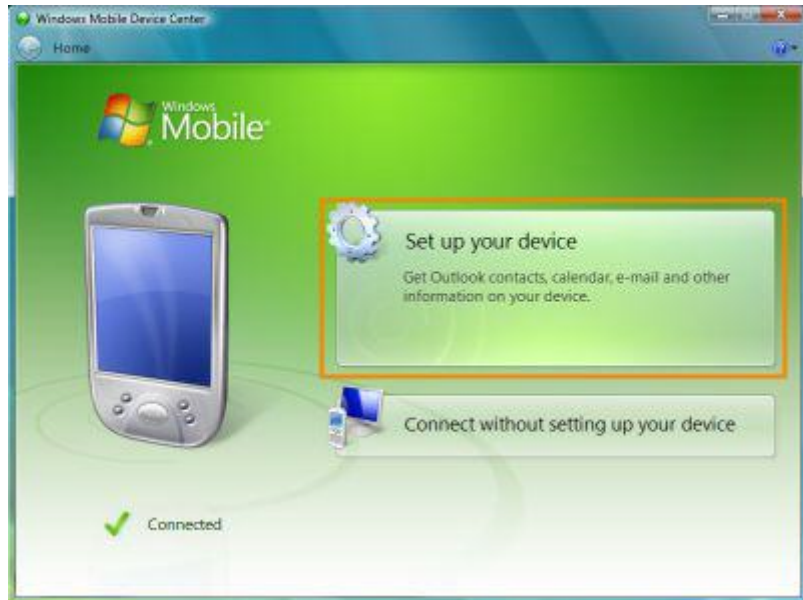 Windows Mobile Device Center
Home
Windows
Mobile
Set up your device
Get Outlook contacts, calendar, e-mail and other
information on your device.
Connect without setting up your device
Connected